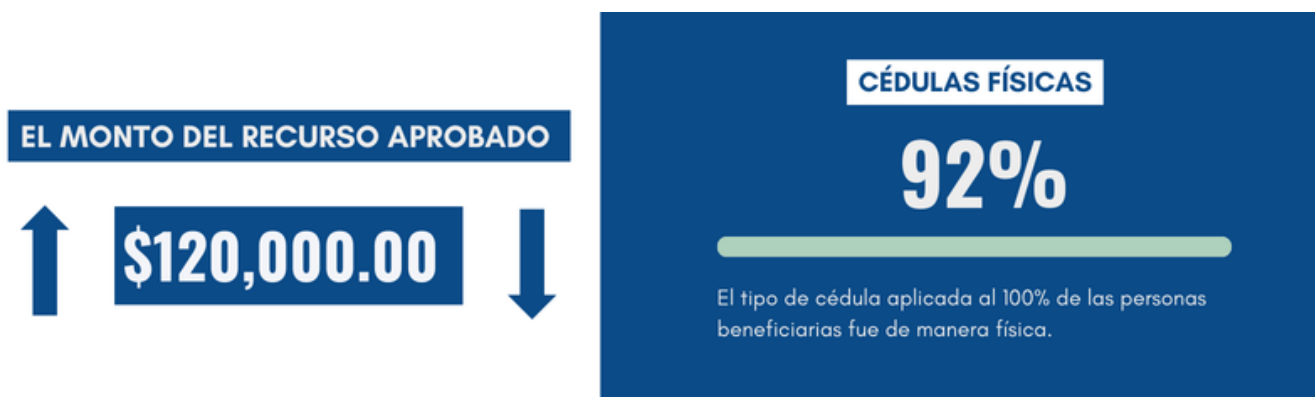 EL MONTO DEL RECURSO APROBADO
$120,000.00
CÉDULAS FÍSICAS
92%
El tipo de cédula aplicada al 100% de las personas
beneficiarias fue de manera física.